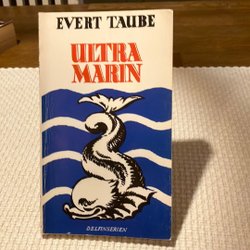 EVERT TAUBE
ULTRA
MARIN
DELFINSERIEN